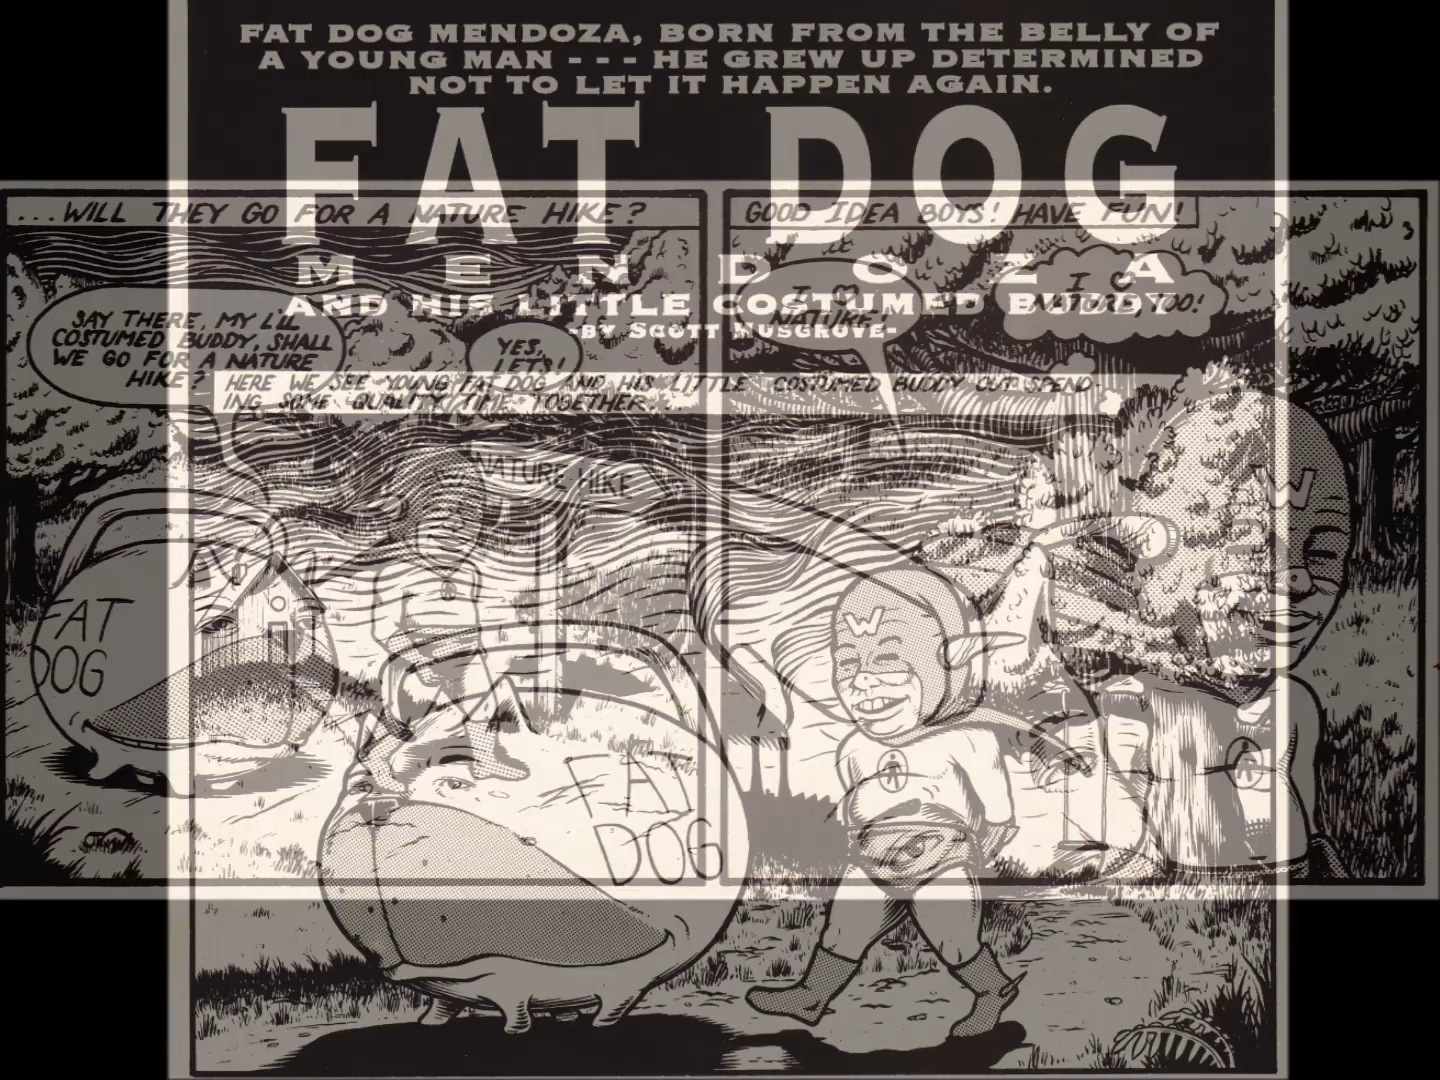 FAT DOG MENDOZA, BORN FROM THE BELLY OF
A YOUNG MAN --- HE GREW UP DETERMINED
NOT TO LET IT HAPPEN AGAIN.
FAT DOG
MENDOZA
AND HIS LITTLE COSTUMED BUDDY
-BY SCOTT MUSGROVE-
...WILL THEY GO FOR A NATURE HIKE?
GOOD IDEA BOYS! HAVE FUN!
SAY THERE, MY L'IL
COSTUMED BUDDY, SHALL
WE GO FOR A NATURE
HIKE?
YES,
LET'S!
I
NATURE!
I
NATURE, TOO!
HERE WE SEE YOUNG FAT DOG AND HIS LITTLE COSTUMED BUDDY OUT SPEND-
ING SOME QUALITY TIME TOGETHER.
NATURE HIKE
W
W
FAT
DOG
FAT
DOG
3